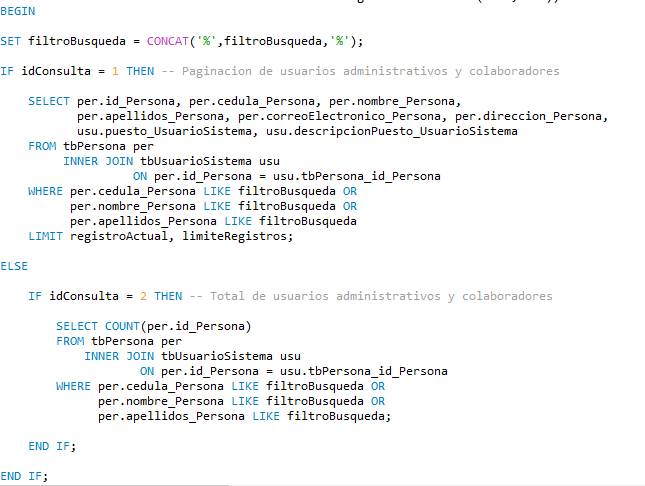 BEGIN
SET filtroBusqueda = CONCAT('%',filtroBusqueda,'%');
IF idConsulta = 1 THEN -- Paginacion de usuarios administrativos y colaboradores
SELECT per.id_Persona, per.cedula_Persona, per.nombre_Persona,
per.apellidos_Persona, per.correoElectronico_Persona, per.direccion_Persona,
usu.puesto_UsuarioSistema, usu.descripcionPuesto_UsuarioSistema
FROM tbPersona per
INNER JOIN tbUsuarioSistema usu
ON per.id_Persona = usu.tbPersona_id_Persona
WHERE per.cedula_Persona LIKE filtroBusqueda OR
per.nombre_Persona LIKE filtroBusqueda OR
per.apellidos_Persona LIKE filtroBusqueda
LIMIT registroActual, limiteRegistros;
ELSE
IF idConsulta = 2 THEN -- Total de usuarios administrativos y colaboradores
SELECT COUNT(per.id_Persona)
FROM tbPersona per
INNER JOIN tbUsuarioSistema usu
ON per.id_Persona = usu.tbPersona_id_Persona
WHERE per.cedula_Persona LIKE filtroBusqueda OR
per.nombre_Persona LIKE filtroBusqueda OR
per.apellidos_Persona LIKE filtroBusqueda;
END IF;
END IF;